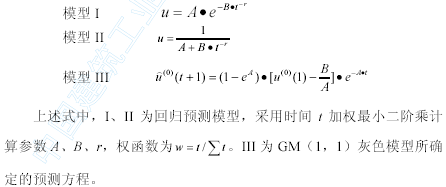 模型 I u = A•e^{-B•t^{-r}}
模型 II u = \frac{1}{A+B•t^{-r}}
模型 III \hat{u}^{(0)}(t+1) = (1-e^{A})•[u^{(0)}(1)-\frac{B}{A}]•e^{-A•t}
上述式中，I、II 为回归预测模型，采用时间 t 加权最小二阶乘计
算参数 A、B、r，权函数为 w = t/∑t。III 为 GM（1，1）灰色模型所确
定的预测方程。